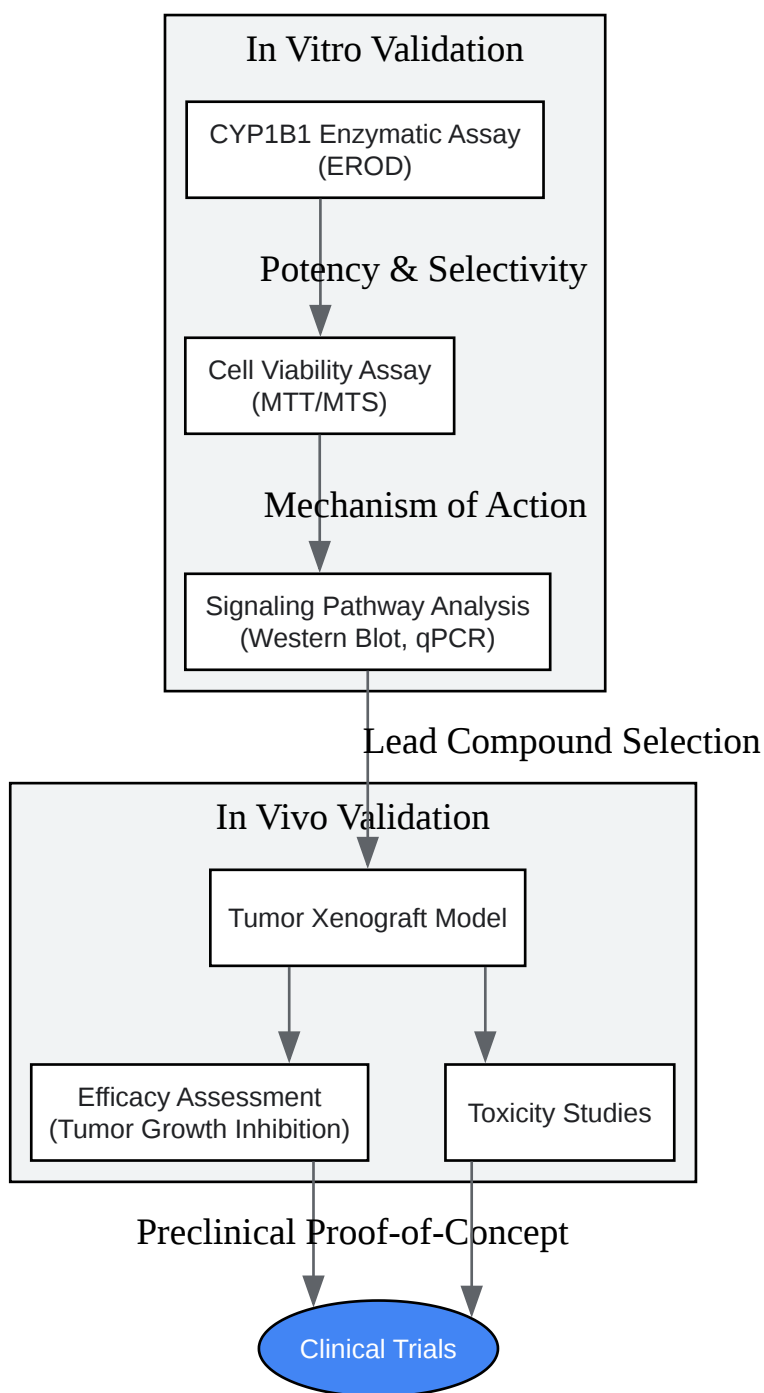 In Vitro Validation
CYP1B1 Enzymatic Assay
(EROD)
Potency & Selectivity
Cell Viability Assay
(MTT/MTS)
Mechanism of Action
Signaling Pathway Analysis
(Western Blot, qPCR)
Lead Compound Selection
In Vivo Validation
Tumor Xenograft Model
Efficacy Assessment
(Tumor Growth Inhibition)
Toxicity Studies
Preclinical Proof-of-Concept
Clinical Trials